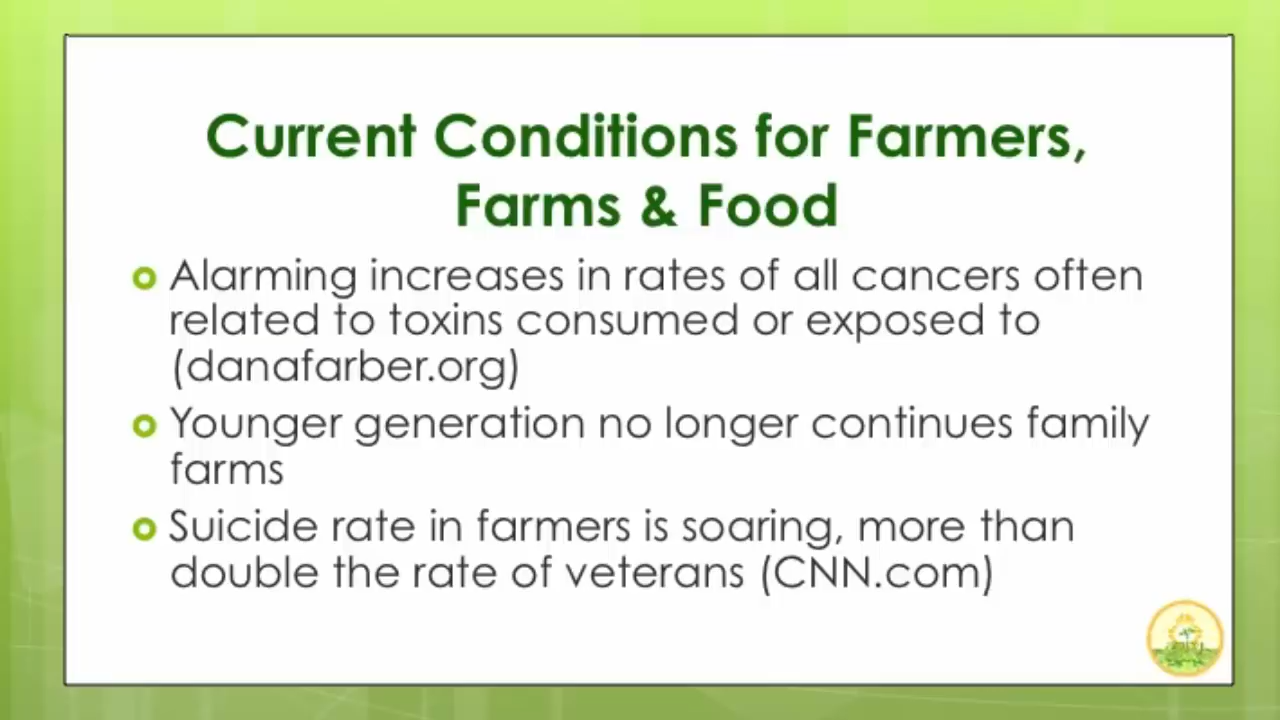 Current Conditions for Farmers,
Farms & Food
Alarming increases in rates of all cancers often
related to toxins consumed or exposed to
(danafarber.org)
Younger generation no longer continues family
farms
Suicide rate in farmers is soaring, more than
double the rate of veterans (CNN.com)